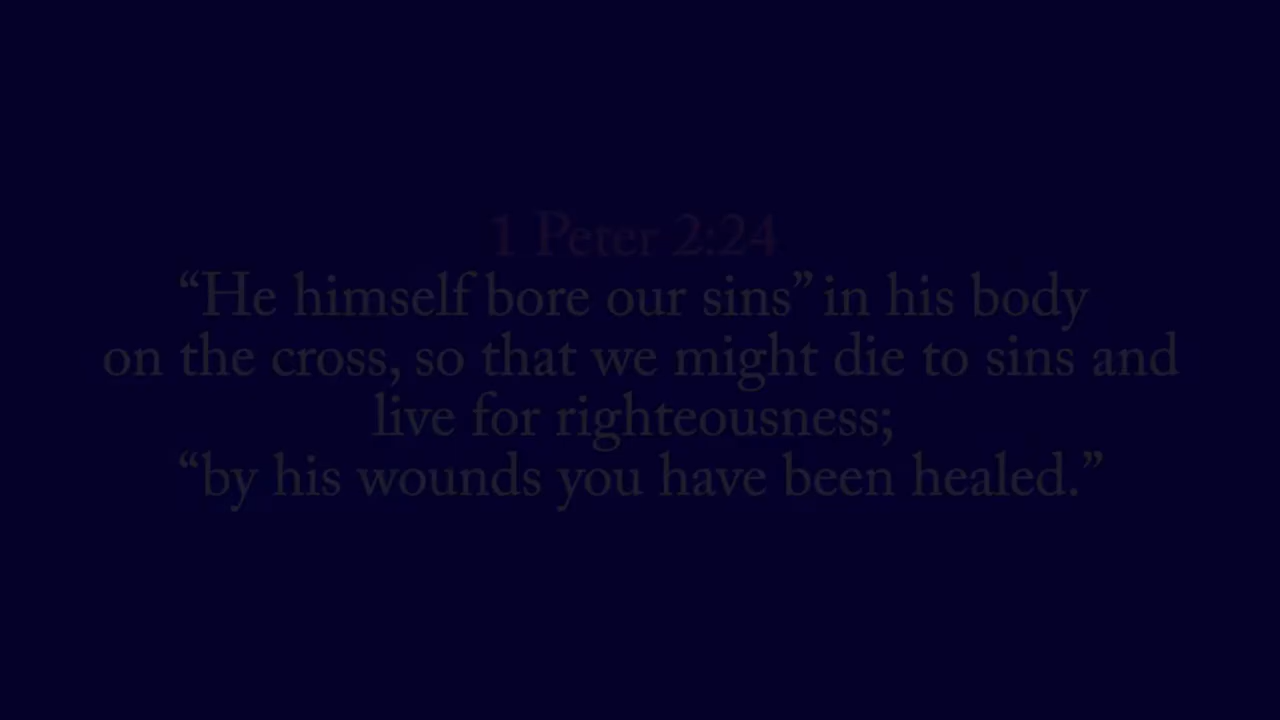 1 Peter 2:24
“He himself bore our sins” in his body
on the cross, so that we might die to sins and
live for righteousness;
“by his wounds you have been healed.”